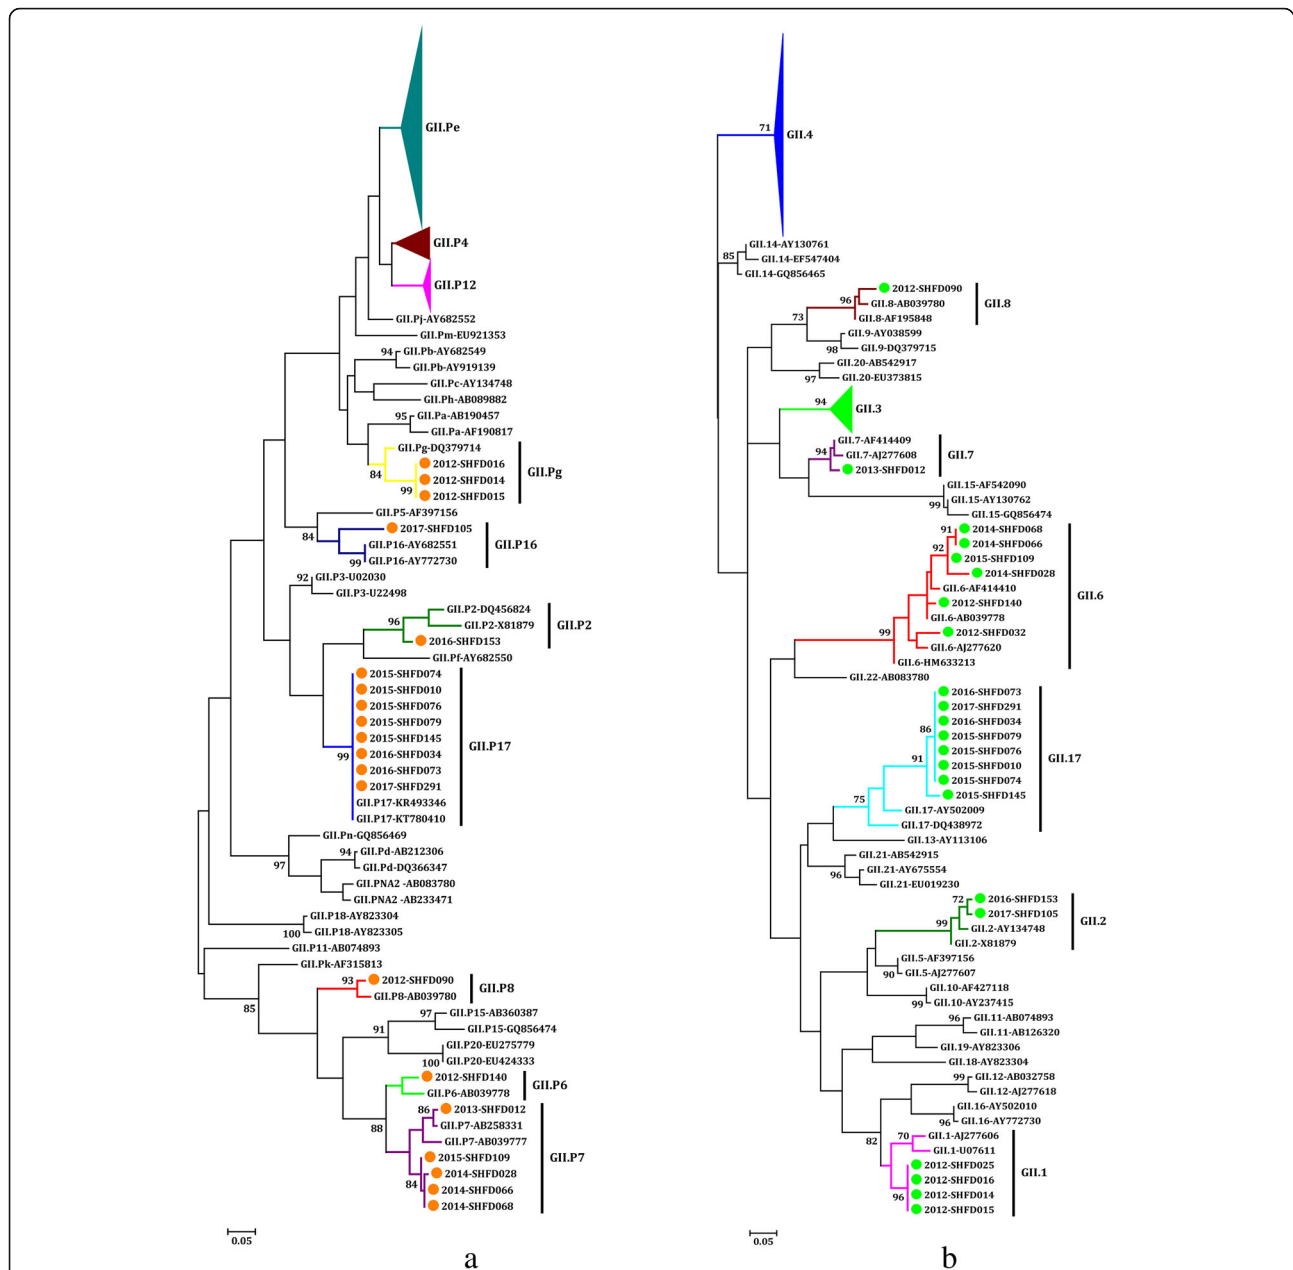 GII.Pe
GII.P4
GII.P12
GII.Pj-AY682552
GII.Pm-EU921353
94
GII.Pb-AY682549
GII.Pb-AY919139
GII.Pc-AY134748
GII.Ph-AB089882
95
GII.Pa-AB190457
GII.Pa-AF190817
GII.Pg-DQ379714
84
2012-SHFD016
2012-SHFD014
99
2012-SHFD015
GII.Pg
GII.P5-AF397156
84
2017-SHFD105
GII.P16-AY682551
99
GII.P16-AY772730
GII.P16
92
GII.P3-U02030
GII.P3-U22498
96
GII.P2-DQ456824
GII.P2-X81879
2016-SHFD153
GII.P2
GII.Pf-AY682550
2015-SHFD074
2015-SHFD010
2015-SHFD076
2015-SHFD079
2015-SHFD145
99
2016-SHFD034
2016-SHFD073
2017-SHFD291
GII.P17-KR493346
GII.P17-KT780410
GII.P17
GII.Pn-GQ856469
97
94
GII.Pd-AB212306
GII.Pd-DQ366347
GII.PNA2 -AB083780
GII.PNA2 -AB233471
GII.P18-AY823304
100
GII.P18-AY823305
GII.P11-AB074893
GII.Pk-AF315813
85
93
2012-SHFD090
GII.P8-AB039780
GII.P8
97
GII.P15-AB360387
GII.P15-GQ856474
91
GII.P20-EU275779
100
GII.P20-EU424333
2012-SHFD140
GII.P6-AB039778
GII.P6
88
86
2013-SHFD012
GII.P7-AB258331
GII.P7-AB039777
2015-SHFD109
84
2014-SHFD028
2014-SHFD066
2014-SHFD068
GII.P7
0.05
a
71
GII.4
GII.14-AY130761
85
GII.14-EF547404
GII.14-GQ856465
96
2012-SHFD090
GII.8-AB039780
GII.8-AF195848
GII.8
73
GII.9-AY038599
98
GII.9-DQ379715
GII.20-AB542917
97
GII.20-EU373815
94
GII.3
GII.7-AF414409
94
GII.7-AJ277608
2013-SHFD012
GII.7
GII.15-AF542090
99
GII.15-AY130762
GII.15-GQ856474
91
2014-SHFD068
2014-SHFD066
92
2015-SHFD109
2014-SHFD028
GII.6-AF414410
2012-SHFD140
GII.6-AB039778
2012-SHFD032
99
GII.6-AJ277620
GII.6-HM633213
GII.6
GII.22-AB083780
2016-SHFD073
2017-SHFD291
2016-SHFD034
86
2015-SHFD079
2015-SHFD076
91
2015-SHFD010
2015-SHFD074
2015-SHFD145
75
GII.17-AY502009
GII.17-DQ438972
GII.17
GII.13-AY113106
GII.21-AB542915
96
GII.21-AY675554
GII.21-EU019230
72
2016-SHFD153
2017-SHFD105
99
GII.2-AY134748
GII.2-X81879
GII.2
GII.5-AF397156
90
GII.5-AJ277607
GII.10-AF427118
99
GII.10-AY237415
96
GII.11-AB074893
GII.11-AB126320
GII.19-AY823306
GII.18-AY823304
99
GII.12-AB032758
GII.12-AJ277618
GII.16-AY502010
96
GII.16-AY772730
82
70
GII.1-AJ277606
GII.1-U07611
2012-SHFD025
2012-SHFD016
96
2012-SHFD014
2012-SHFD015
GII.1
0.05
b